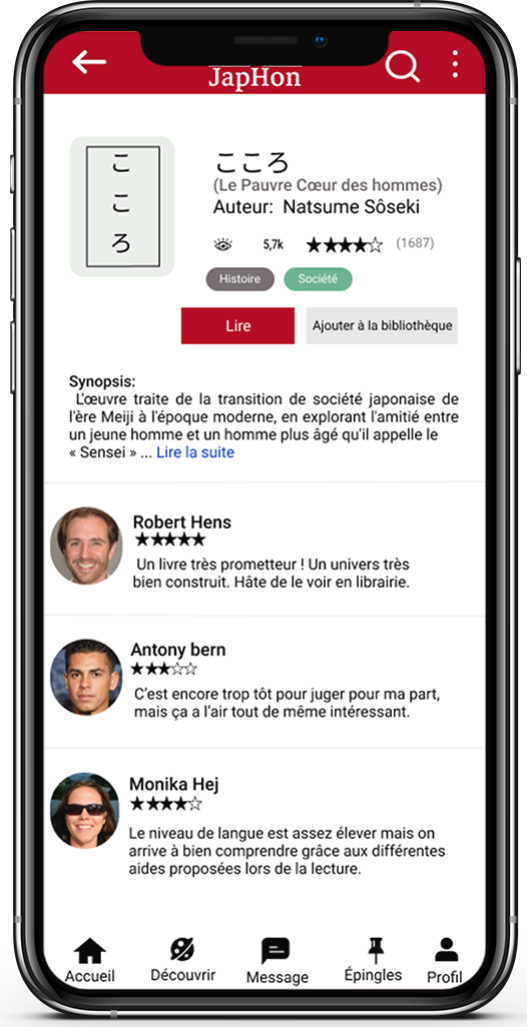 JapHon
こ
こ
ろ
こころ
(Le Pauvre Cœur des hommes)
Auteur: Natsume Sôseki
5,7k ★★★★☆ (1687)
Histoire Société
Lire Ajouter à la bibliothèque
Synopsis:
L'œuvre traite de la transition de société japonaise de
l'ère Meiji à l'époque moderne, en explorant l'amitié entre
un jeune homme et un homme plus âgé qu'il appelle le
« Sensei » ... Lire la suite
Robert Hens
★★★★★
Un livre très prometteur ! Un univers très
bien construit. Hâte de le voir en librairie.
Antony bern
★★★☆☆
C'est encore trop tôt pour juger pour ma part,
mais ça a l'air tout de même intéressant.
Monika Hej
★★★★☆
Le niveau de langue est assez élever mais on
arrive à bien comprendre grâce aux différentes
aides proposées lors de la lecture.
Accueil Découvrir Message Épingles Profil